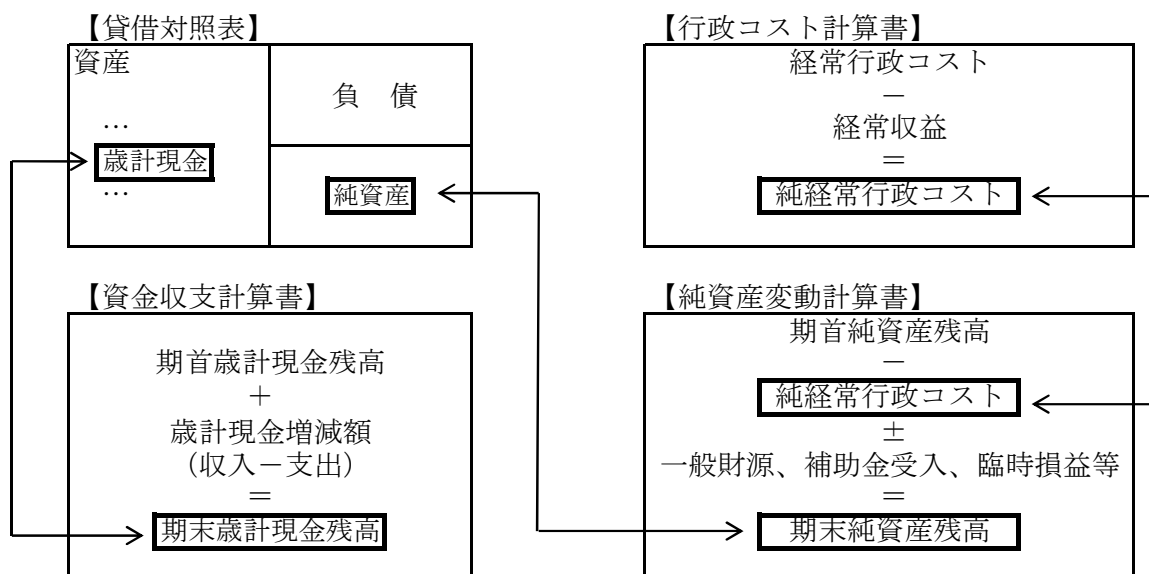 【貸借対照表】
資産
…
歳計現金
…
負　債
純資産
【行政コスト計算書】
経常行政コスト
－
経常収益
＝
純経常行政コスト
【資金収支計算書】
期首歳計現金残高
＋
歳計現金増減額
（収入－支出）
＝
期末歳計現金残高
【純資産変動計算書】
期首純資産残高
－
純経常行政コスト
±
一般財源、補助金受入、臨時損益等
＝
期末純資産残高